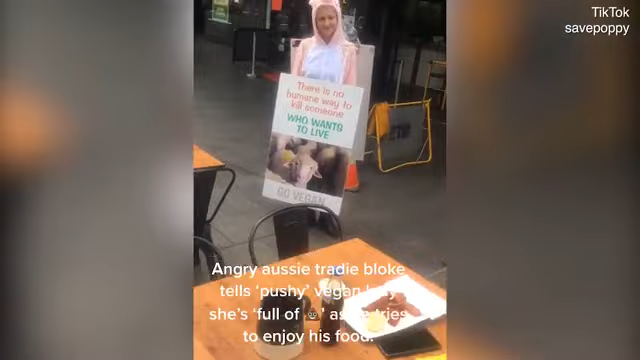 TikTok
savepoppy
There is no
humane way to
kill someone
WHO WANTS
TO LIVE
GO VEGAN
Angry aussie tradie bloke
tells 'pushy' vegan lady
she's 'full of 💩' as he tries
to enjoy his food.